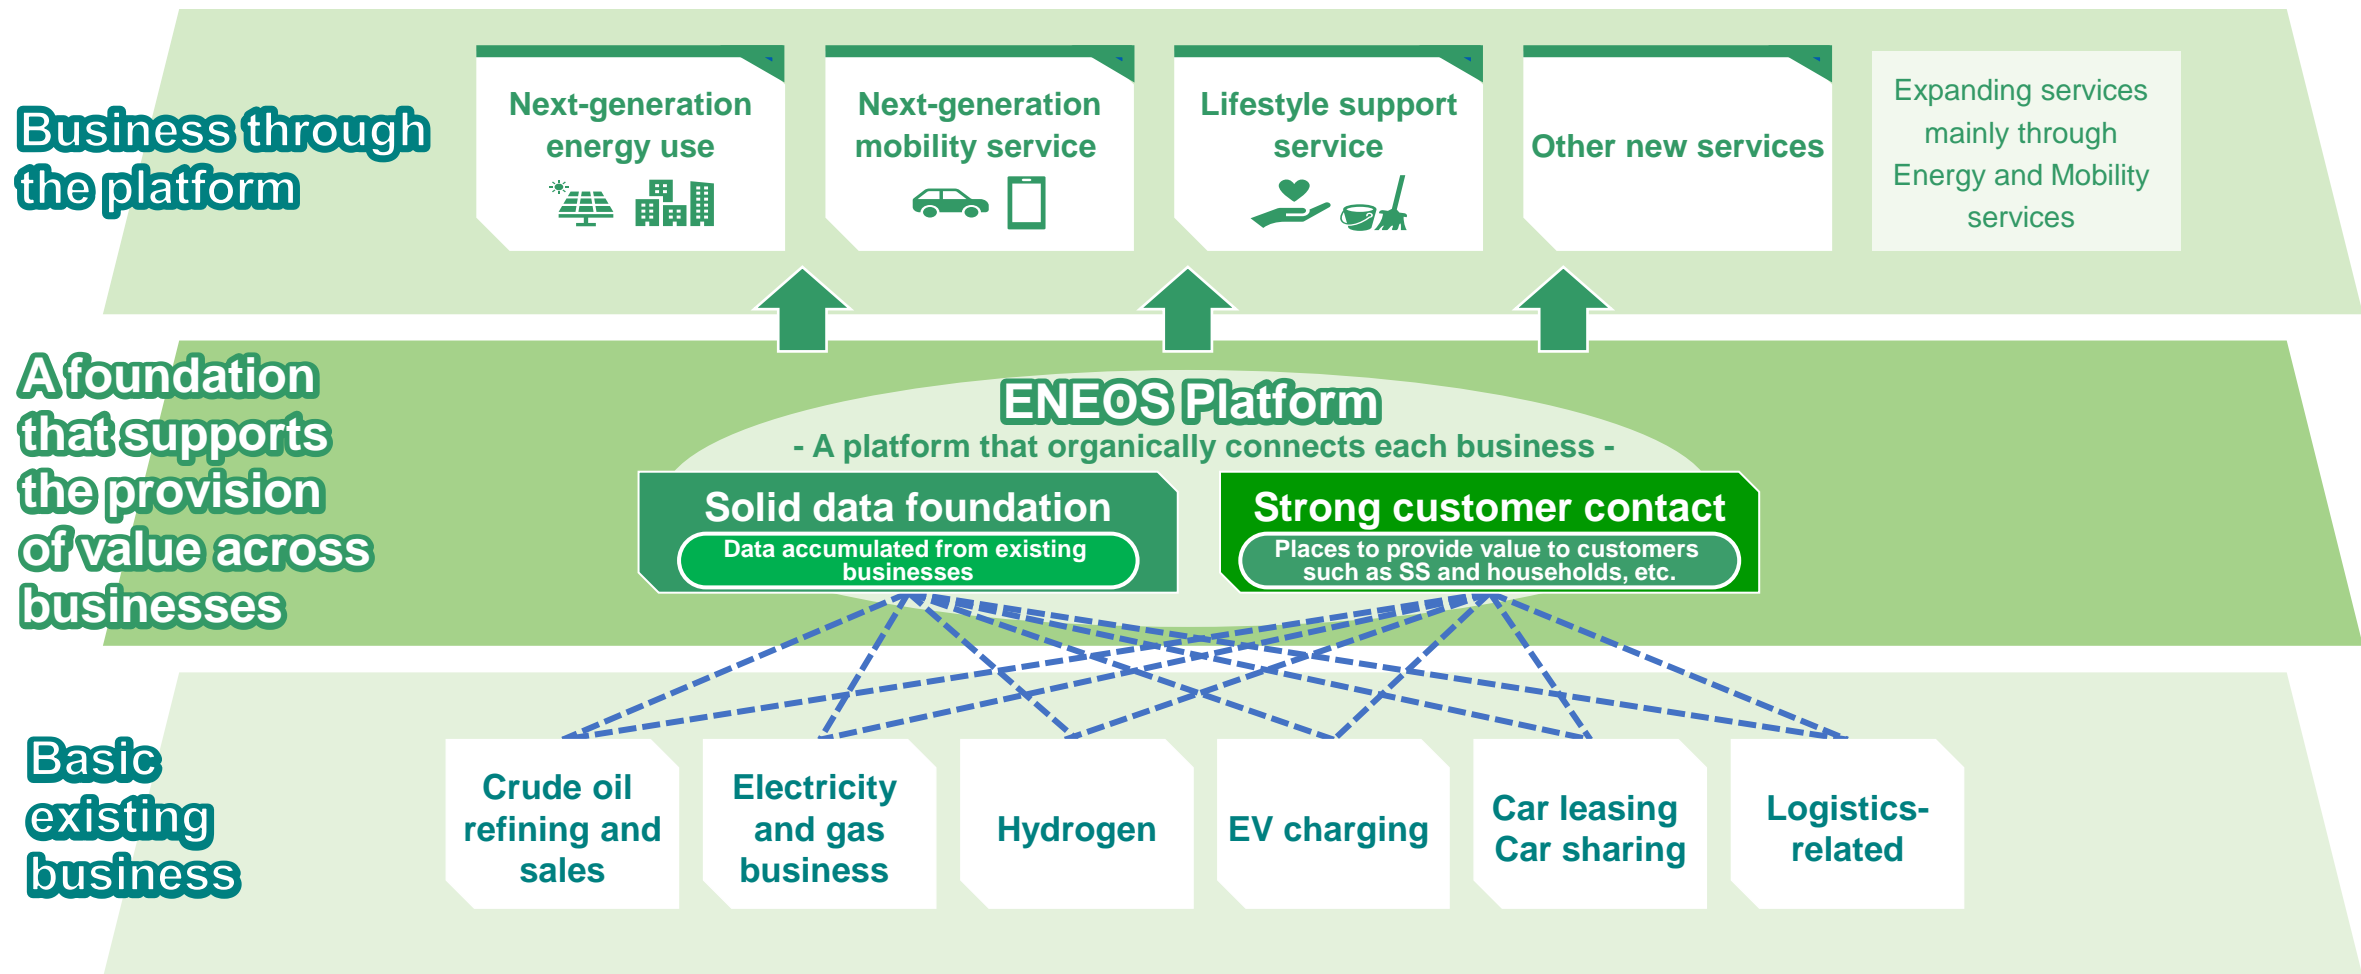 Business through
the platform
Next-generation
energy use
Next-generation
mobility service
Lifestyle support
service
Other new services
Expanding services
mainly through
Energy and Mobility
services
A foundation
that supports
the provision
of value across
businesses
ENEOS Platform
- A platform that organically connects each business -
Solid data foundation
Data accumulated from existing
businesses
Strong customer contact
Places to provide value to customers
such as SS and households, etc.
Basic
existing
business
Crude oil
refining and
sales
Electricity
and gas
business
Hydrogen
EV charging
Car leasing
Car sharing
Logistics-
related